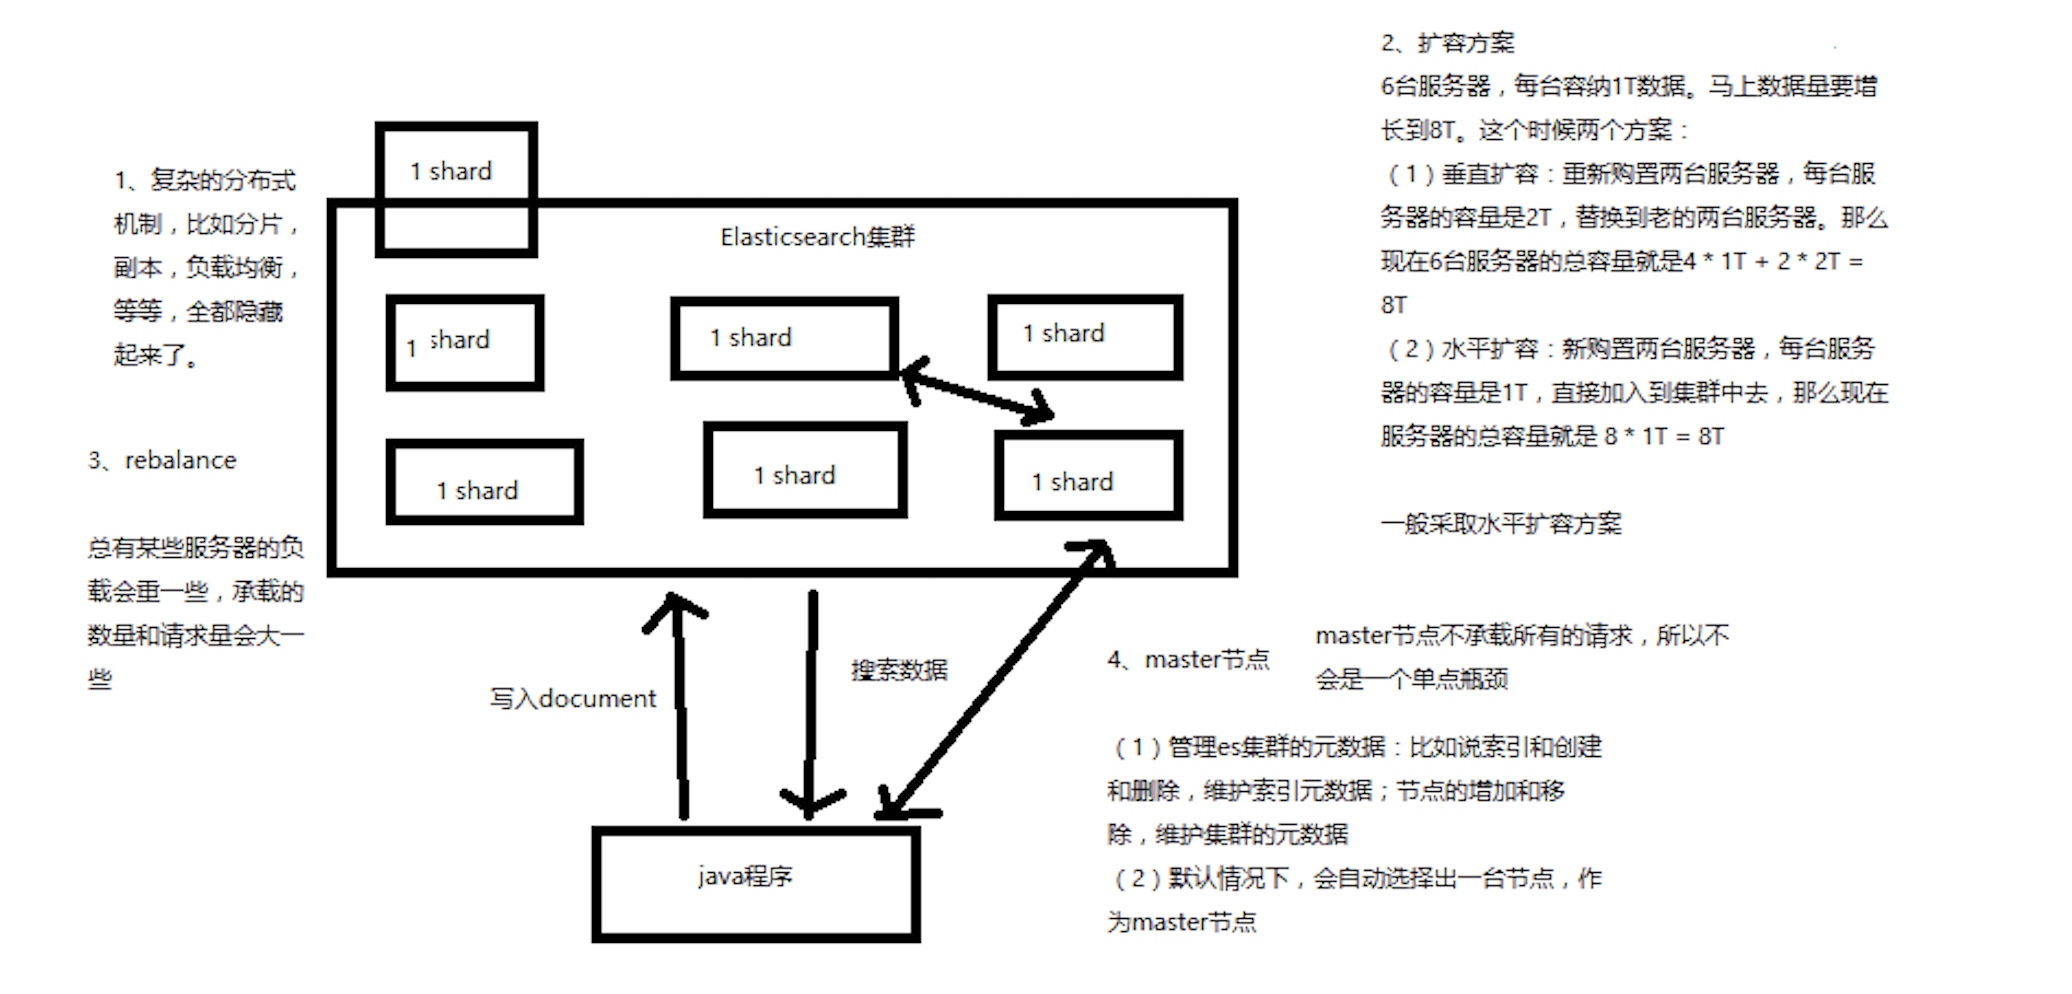 1、复杂的分布式
机制，比如分片，
副本，负载均衡，
等等，全都隐藏
起来了。
3、rebalance
总有某些服务器的负
载会重一些，承载的
数量和请求量会大一
些
1 shard
Elasticsearch集群
1 shard
1 shard
1 shard
1 shard
1 shard
1 shard
写入document
搜索数据
java程序
2、扩容方案
6台服务器，每台容纳1T数据。马上数据量要增
长到8T。这个时候两个方案：
（1）垂直扩容：重新购置两台服务器，每台服
务器的容量是2T，替换到老的两台服务器。那么
现在6台服务器的总容量就是4 * 1T + 2 * 2T =
8T
（2）水平扩容：新购置两台服务器，每台服务
器的容量是1T，直接加入到集群中去，那么现在
服务器的总容量就是 8 * 1T = 8T
一般采取水平扩容方案
4、master节点
master节点不承载所有的请求，所以不
会是一个单点瓶颈
（1）管理es集群的元数据：比如说索引和创建
和删除，维护索引元数据；节点的增加和移
除，维护集群的元数据
（2）默认情况下，会自动选择出一台节点，作
为master节点